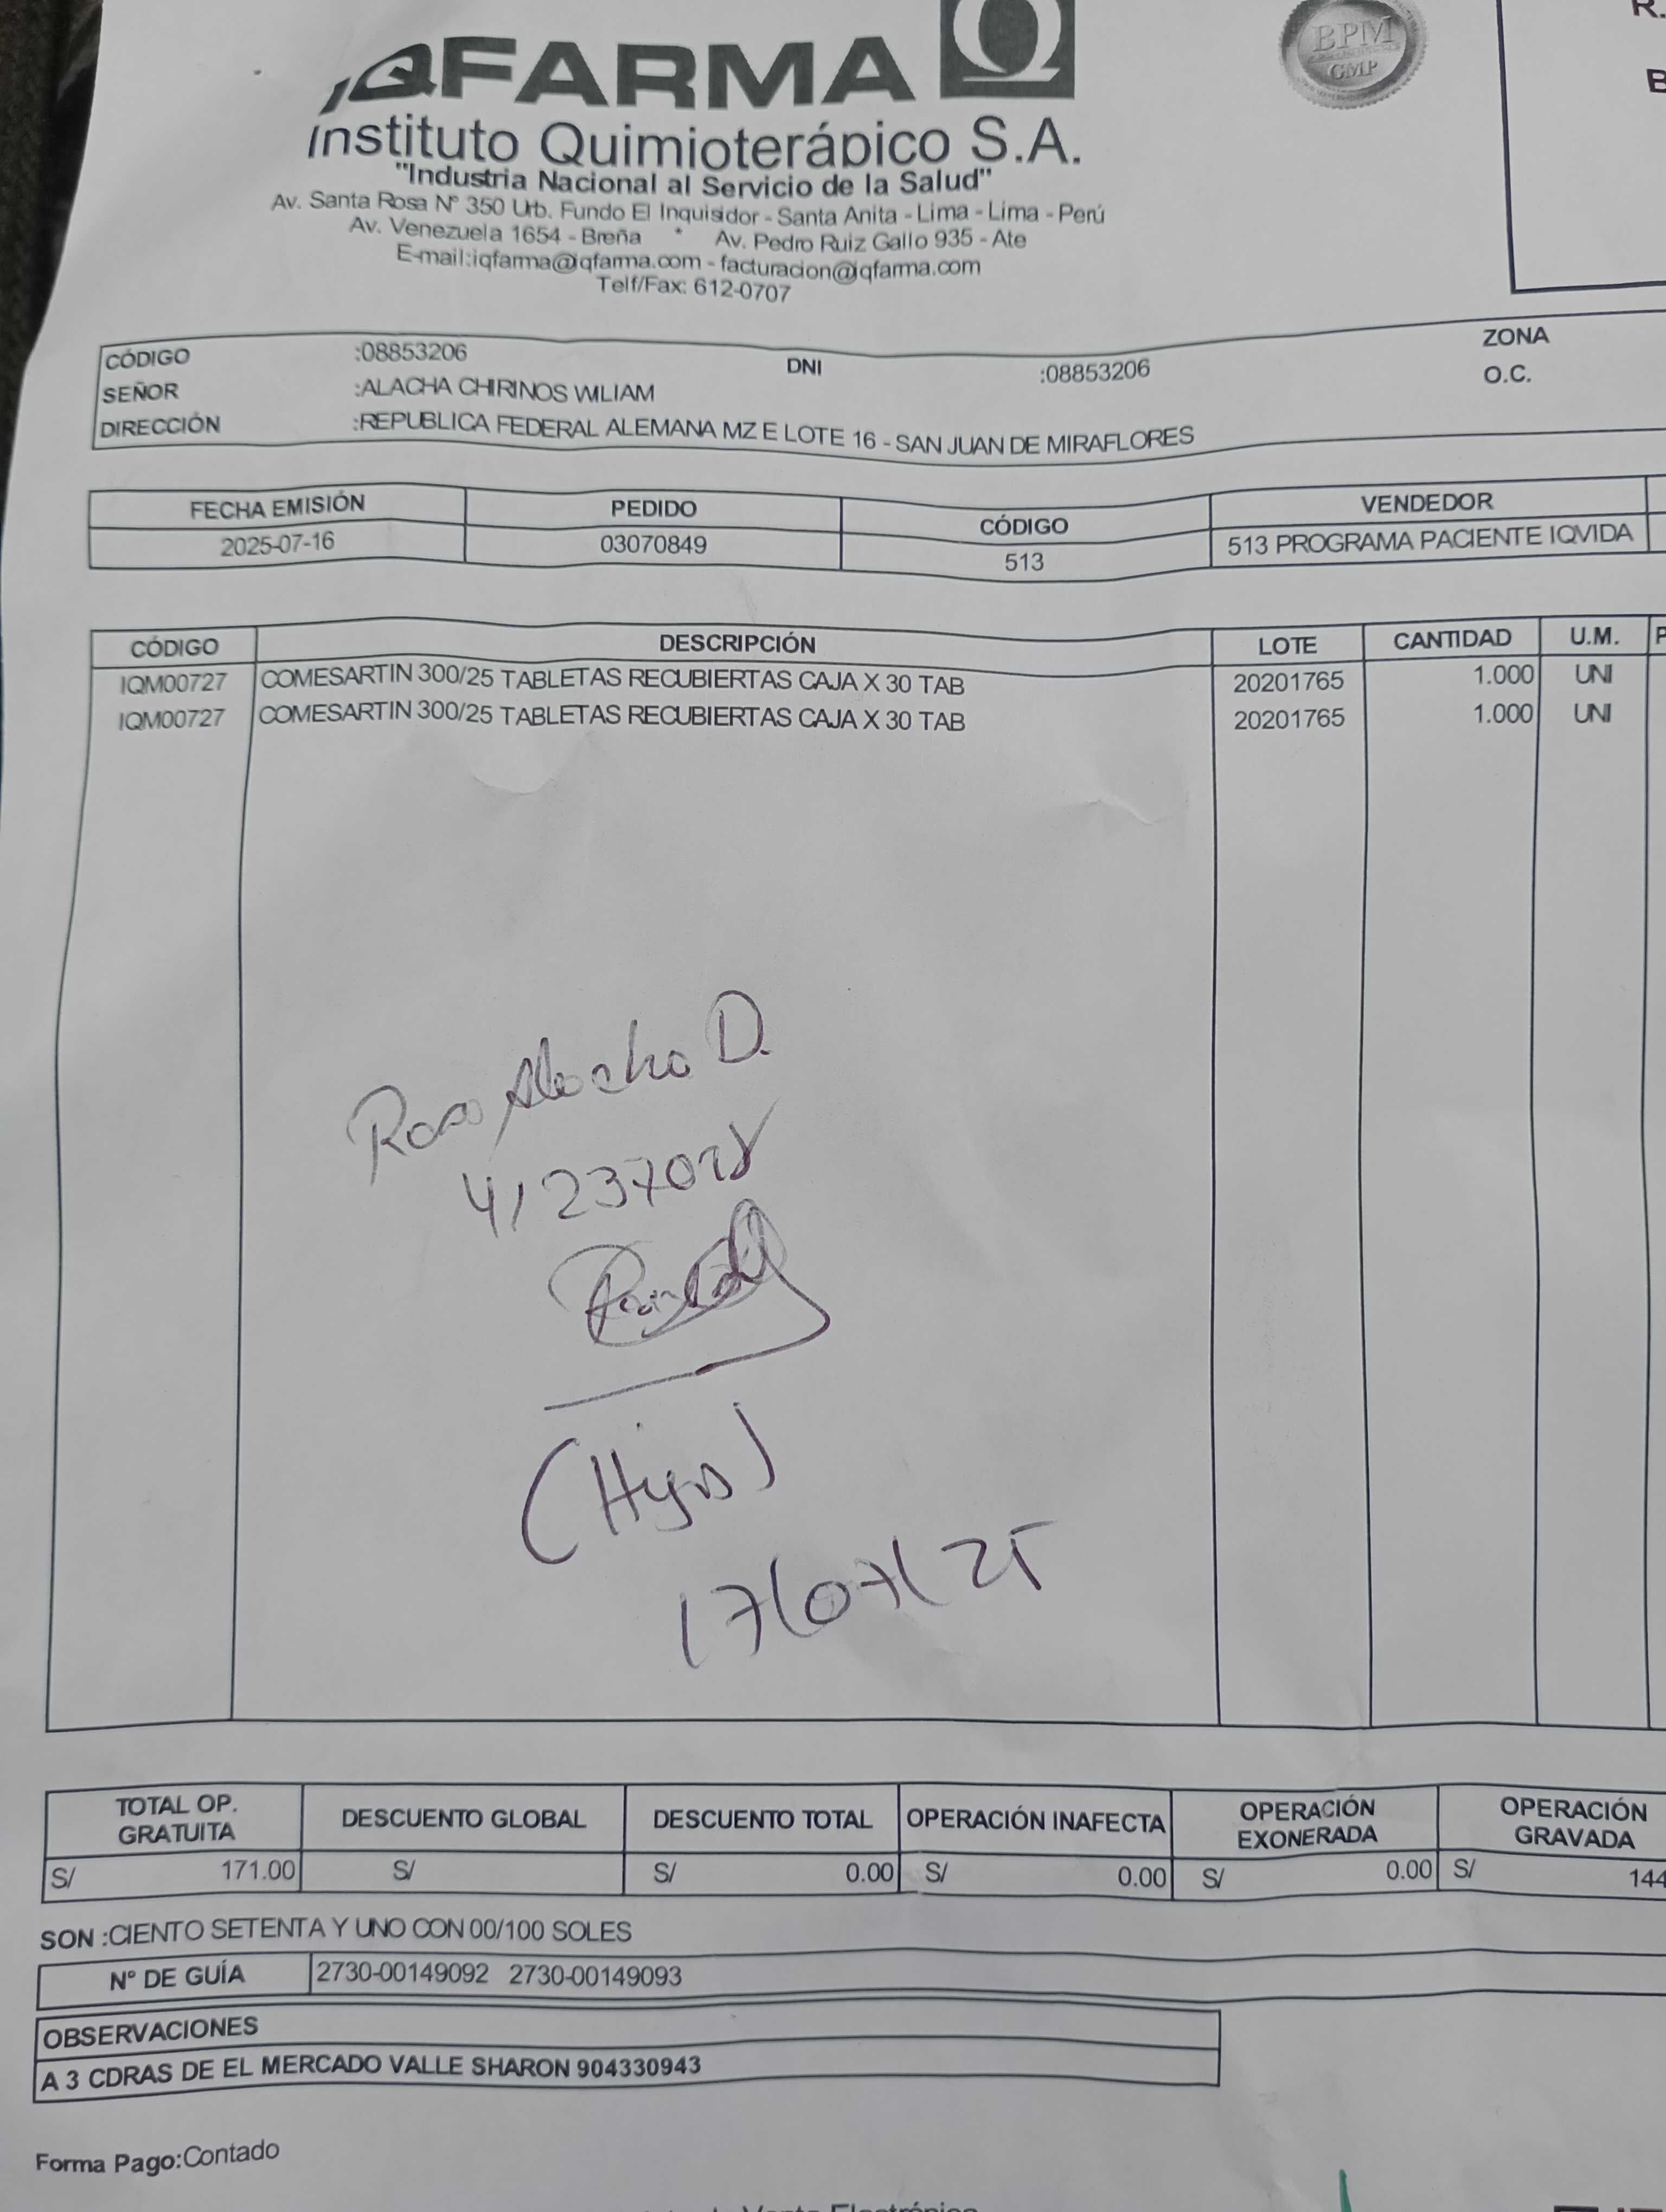 IQFARMA
BPM
GMP
Instituto Quimioterápico S.A.
"Industria Nacional al Servicio de la Salud"
Av. Santa Rosa N° 350 Urb. Fundo El Inquisidor - Santa Anita - Lima - Lima - Perú
Av. Venezuela 1654 - Breña * Av. Pedro Ruiz Gallo 935 - Ate
E-mail:iqfarma@iqfarma.com - facturacion@iqfarma.com
Telf/Fax: 612-0707
CÓDIGO :08853206 DNI :08853206 ZONA
SEÑOR :ALACHA CHIRINOS WILIAM O.C.
DIRECCIÓN :REPUBLICA FEDERAL ALEMANA MZ E LOTE 16 - SAN JUAN DE MIRAFLORES
FECHA EMISIÓN PEDIDO CÓDIGO VENDEDOR
2025-07-16 03070849 513 513 PROGRAMA PACIENTE IQVIDA
CÓDIGO DESCRIPCIÓN LOTE CANTIDAD U.M.
IQM00727 COMESARTIN 300/25 TABLETAS RECUBIERTAS CAJA X 30 TAB 20201765 1.000 UNI
IQM00727 COMESARTIN 300/25 TABLETAS RECUBIERTAS CAJA X 30 TAB 20201765 1.000 UNI
Rosa Alacha D.
(Hija)
17/07/25
TOTAL OP. GRATUITA DESCUENTO GLOBAL DESCUENTO TOTAL OPERACIÓN INAFECTA OPERACIÓN EXONERADA OPERACIÓN GRAVADA
S/ 171.00 S/ S/ 0.00 S/ 0.00 S/ 0.00 S/ 144
SON :CIENTO SETENTA Y UNO CON 00/100 SOLES
N° DE GUÍA 2730-00149092 2730-00149093
OBSERVACIONES
A 3 CDRAS DE EL MERCADO VALLE SHARON 904330943
Forma Pago:Contado